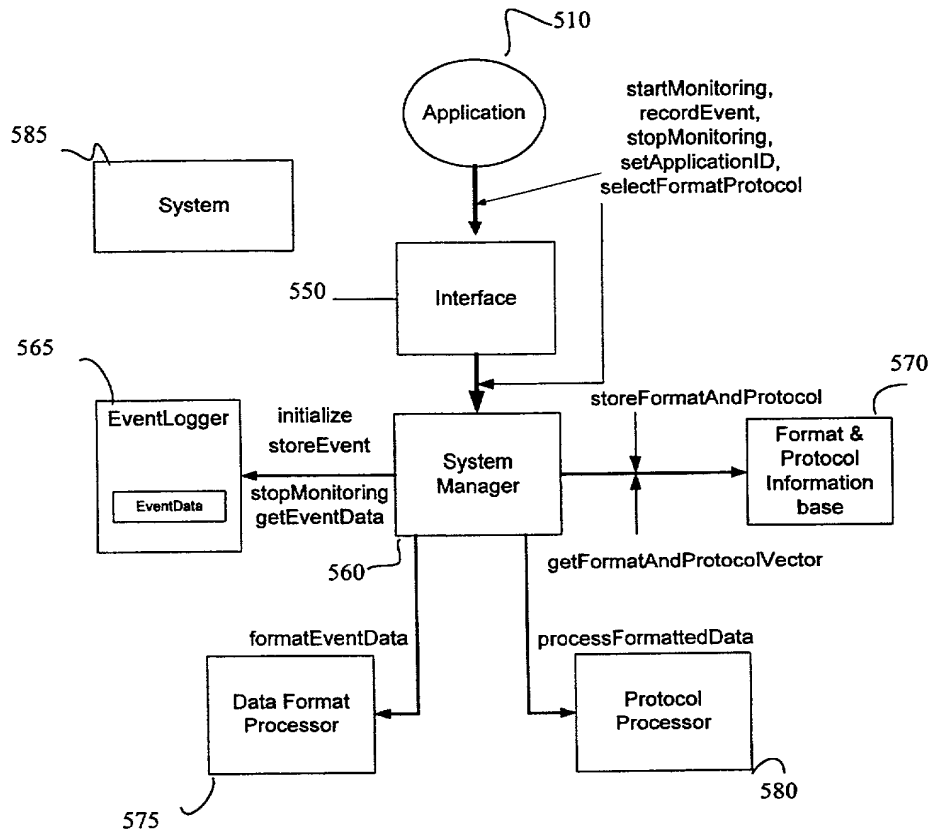 510
Application
startMonitoring,
recordEvent,
stopMonitoring,
setApplicationID,
selectFormatProtocol
585
System
550
Interface
565
EventLogger
EventData
initialize
storeEvent
stopMonitoring
getEventData
System
Manager
560
storeFormatAndProtocol
getFormatAndProtocolVector
570
Format &
Protocol
Information
base
formatEventData
Data Format
Processor
575
processFormattedData
Protocol
Processor
580